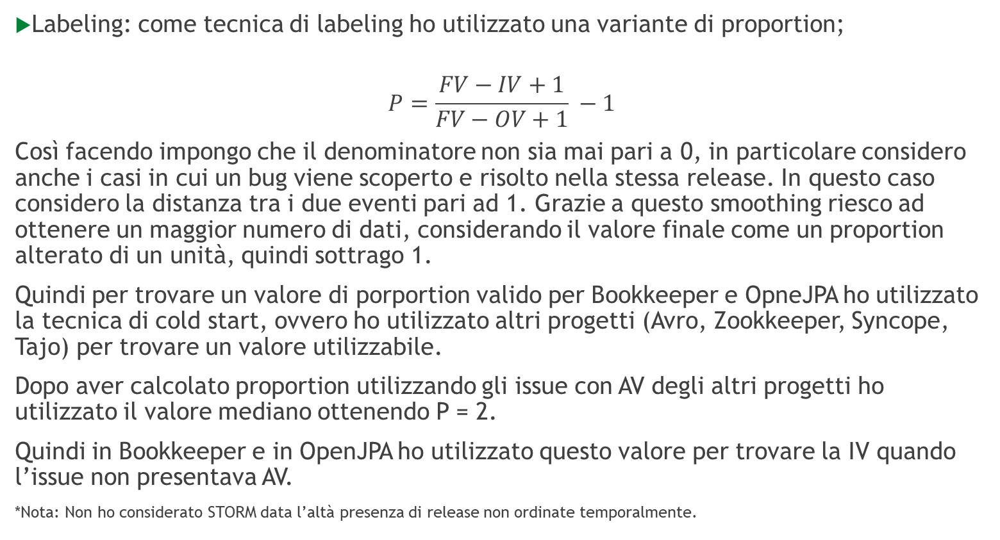 ▶Labeling: come tecnica di labeling ho utilizzato una variante di proportion;
P = \frac{FV − IV + 1}{FV − OV + 1} − 1
Così facendo impongo che il denominatore non sia mai pari a 0, in particolare considero
anche i casi in cui un bug viene scoperto e risolto nella stessa release. In questo caso
considero la distanza tra i due eventi pari ad 1. Grazie a questo smoothing riesco ad
ottenere un maggior numero di dati, considerando il valore finale come un proportion
alterato di un unità, quindi sottrago 1.
Quindi per trovare un valore di porportion valido per Bookkeeper e OpneJPA ho utilizzato
la tecnica di cold start, ovvero ho utilizzato altri progetti (Avro, Zookkeeper, Syncope,
Tajo) per trovare un valore utilizzabile.
Dopo aver calcolato proportion utilizzando gli issue con AV degli altri progetti ho
utilizzato il valore mediano ottenendo P = 2.
Quindi in Bookkeeper e in OpenJPA ho utilizzato questo valore per trovare la IV quando
l’issue non presentava AV.
*Nota: Non ho considerato STORM data l’altà presenza di release non ordinate temporalmente.